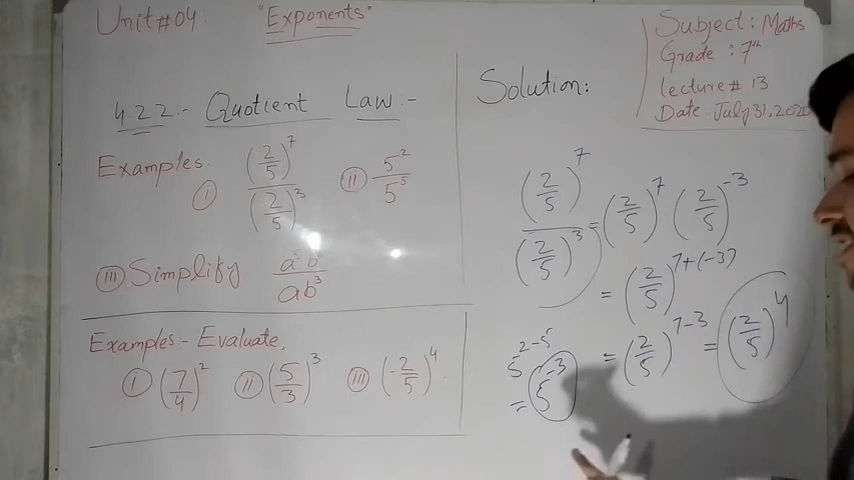 Unit#04: "Exponents"
Subject: Maths
Grade: 7th
lecture# 13
Date. July 31, 202
4.2.2:- Quotient Law:-
Examples:
(i) (2/5)^7 / (2/5)^3 (ii) 5^2 / 5^5
(iii) Simplify / ab^3
Examples:- Evaluate,
(i) (7/4)^2 (ii) (5/3)^3 (iii) (-2/5)^4
Solution:
(2/5)^7 / (2/5)^3 = (2/5)^7 (2/5)^-3
= (2/5)^7+(-3)
= (2/5)^7-3 = (2/5)^4
5^2-5
= 5^-3